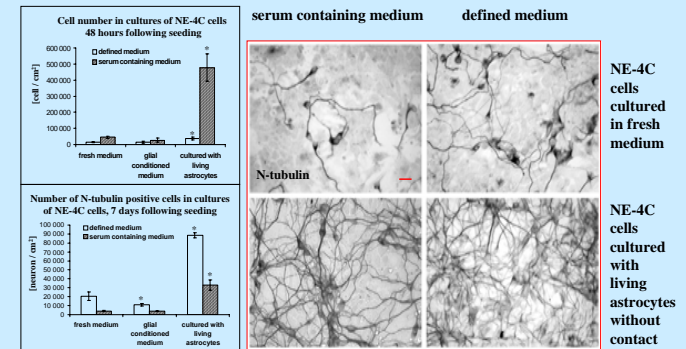 Cell number in cultures of NE-4C cells
48 hours following seeding
600 000
500 000
400 000
300 000
200 000
100 000
0
[cell / cm²]
defined medium
serum containing medium
*
*
fresh medium
glial
conditioned
medium
cultured with
living
astrocytes
Number of N-tubulin positive cells in cultures
of NE-4C cells, 7 days following seeding
100 000
90 000
80 000
70 000
60 000
50 000
40 000
30 000
20 000
10 000
0
[neuron / cm²]
defined medium
serum containing medium
*
*
*
fresh medium
glial
conditioned
medium
cultured with
living
astrocytes
serum containing medium
defined medium
N-tubulin
NE-4C
cells
cultured
in fresh
medium
NE-4C
cells
cultured
with
living
astrocytes
without
contact